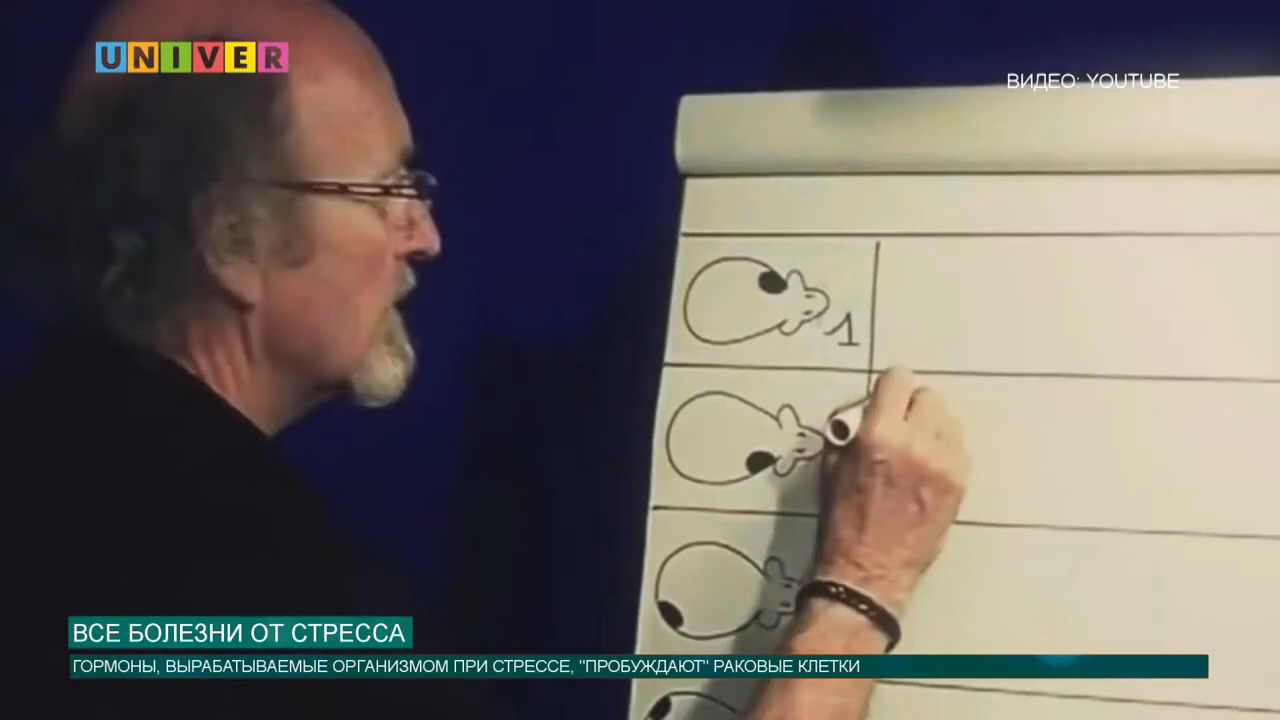 UNIVER
ВИДЕО: YOUTUBE
1
ВСЕ БОЛЕЗНИ ОТ СТРЕССА
ГОРМОНЫ, ВЫРАБАТЫВАЕМЫЕ ОРГАНИЗМОМ ПРИ СТРЕССЕ, "ПРОБУЖДАЮТ" РАКОВЫЕ КЛЕТКИ